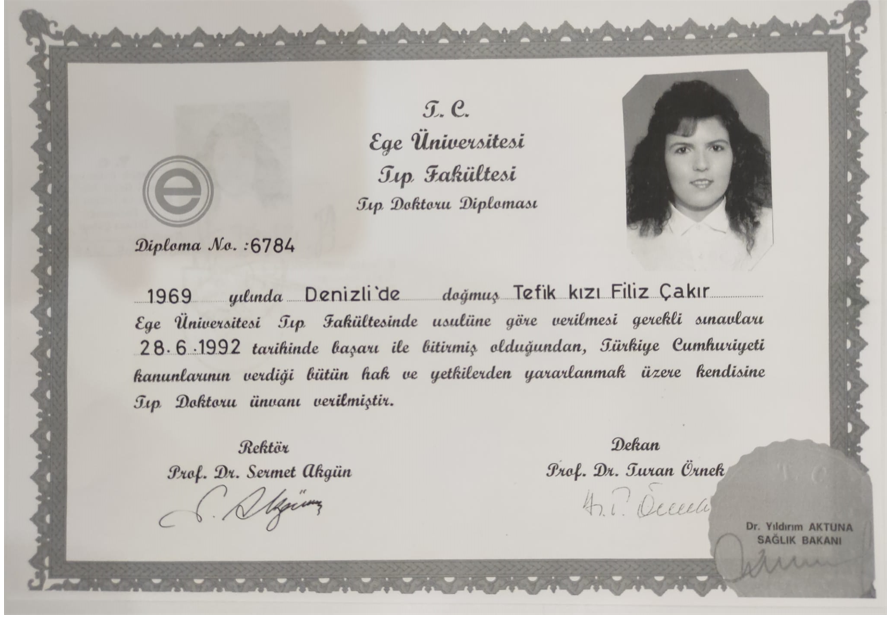 T. C.
Ege Üniversitesi
Tıp Fakültesi
Tıp Doktoru Diploması
e
Diploma No. :6784
1969 yılında Denizli'de doğmuş Tefik kızı Filiz Çakır
Ege Üniversitesi Tıp Fakültesinde usulüne göre verilmesi gerekli sınavları
28.6.1992 tarihinde başarı ile bitirmiş olduğundan, Türkiye Cumhuriyeti
kanunlarının verdiği bütün hak ve yetkilerden yararlanmak üzere kendisine
Tıp Doktoru ünvanı verilmiştir.
Rektör
Prof. Dr. Sermet Akgün
S. Akgün
Dekan
Prof. Dr. Turan Örnek
Dr. Yıldırım AKTUNA
SAĞLIK BAKANI